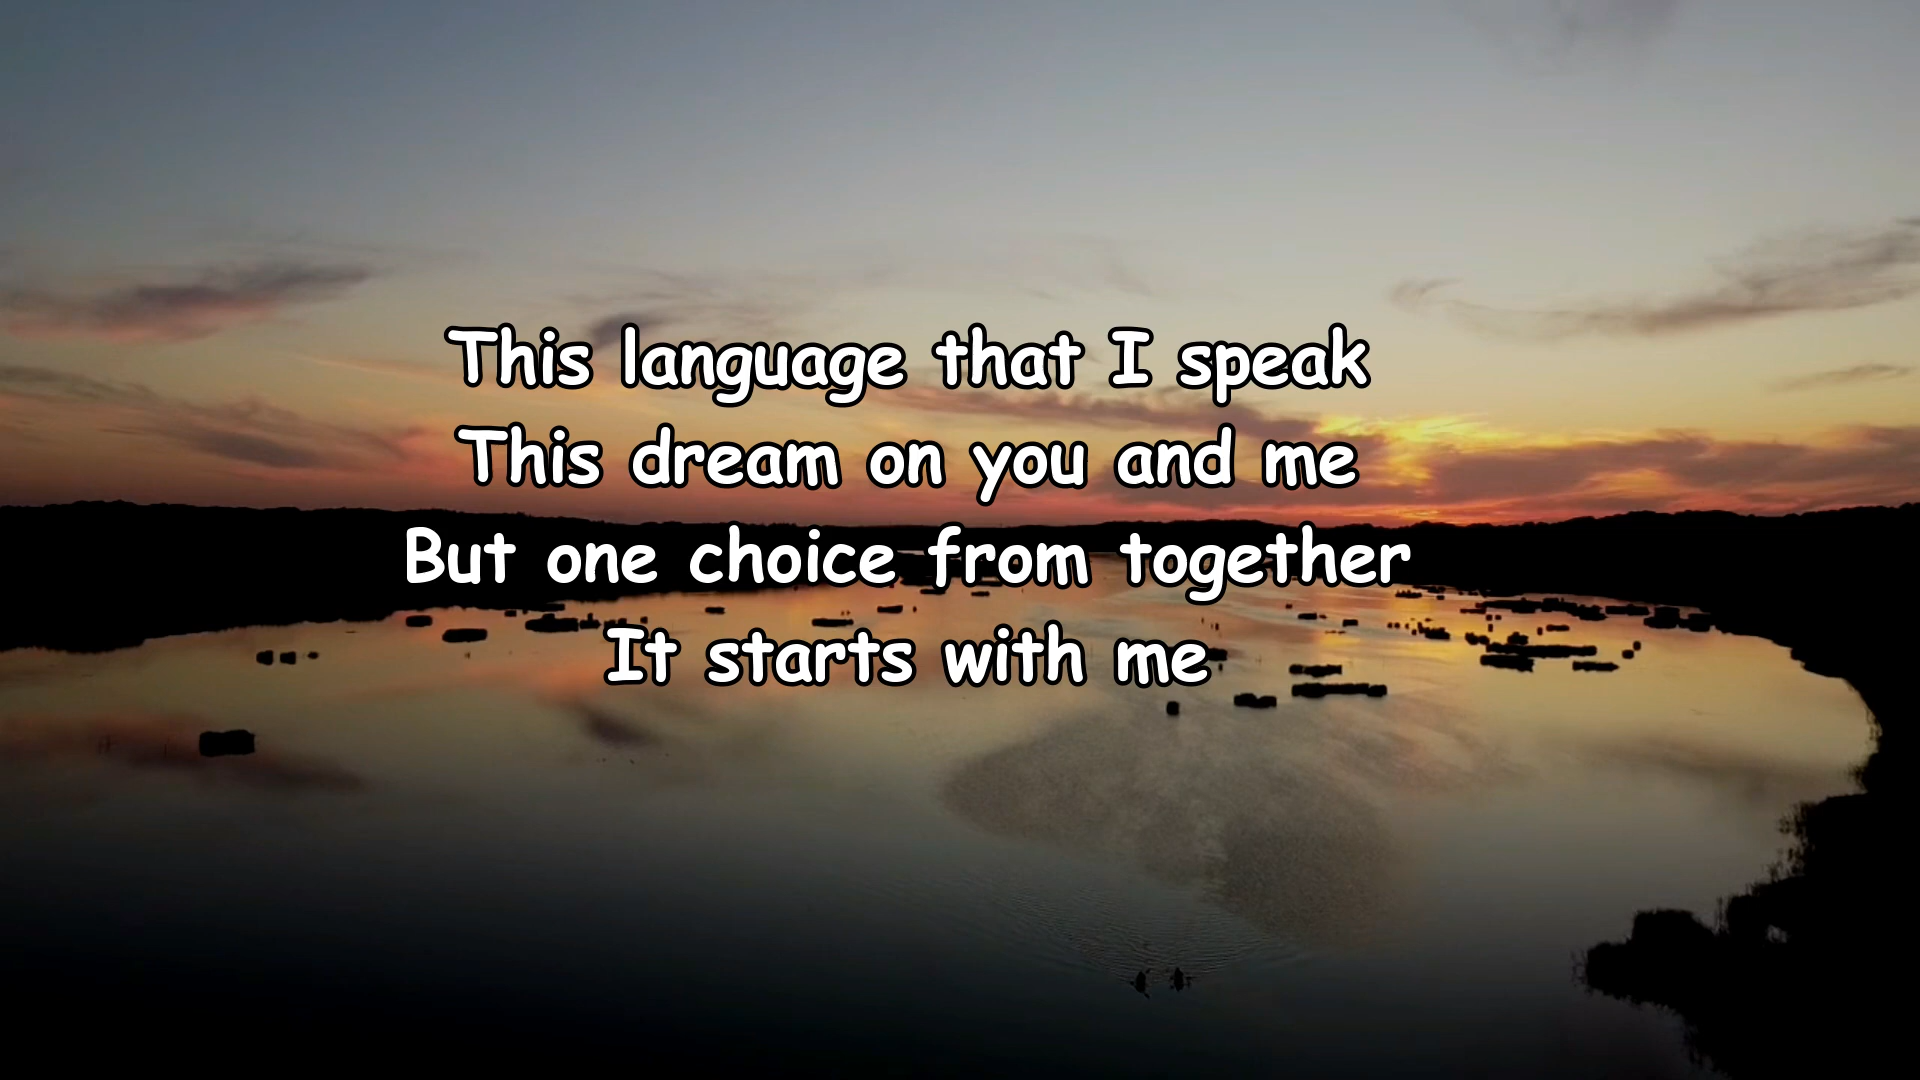 This language that I speak
This dream on you and me
But one choice from together
It starts with me